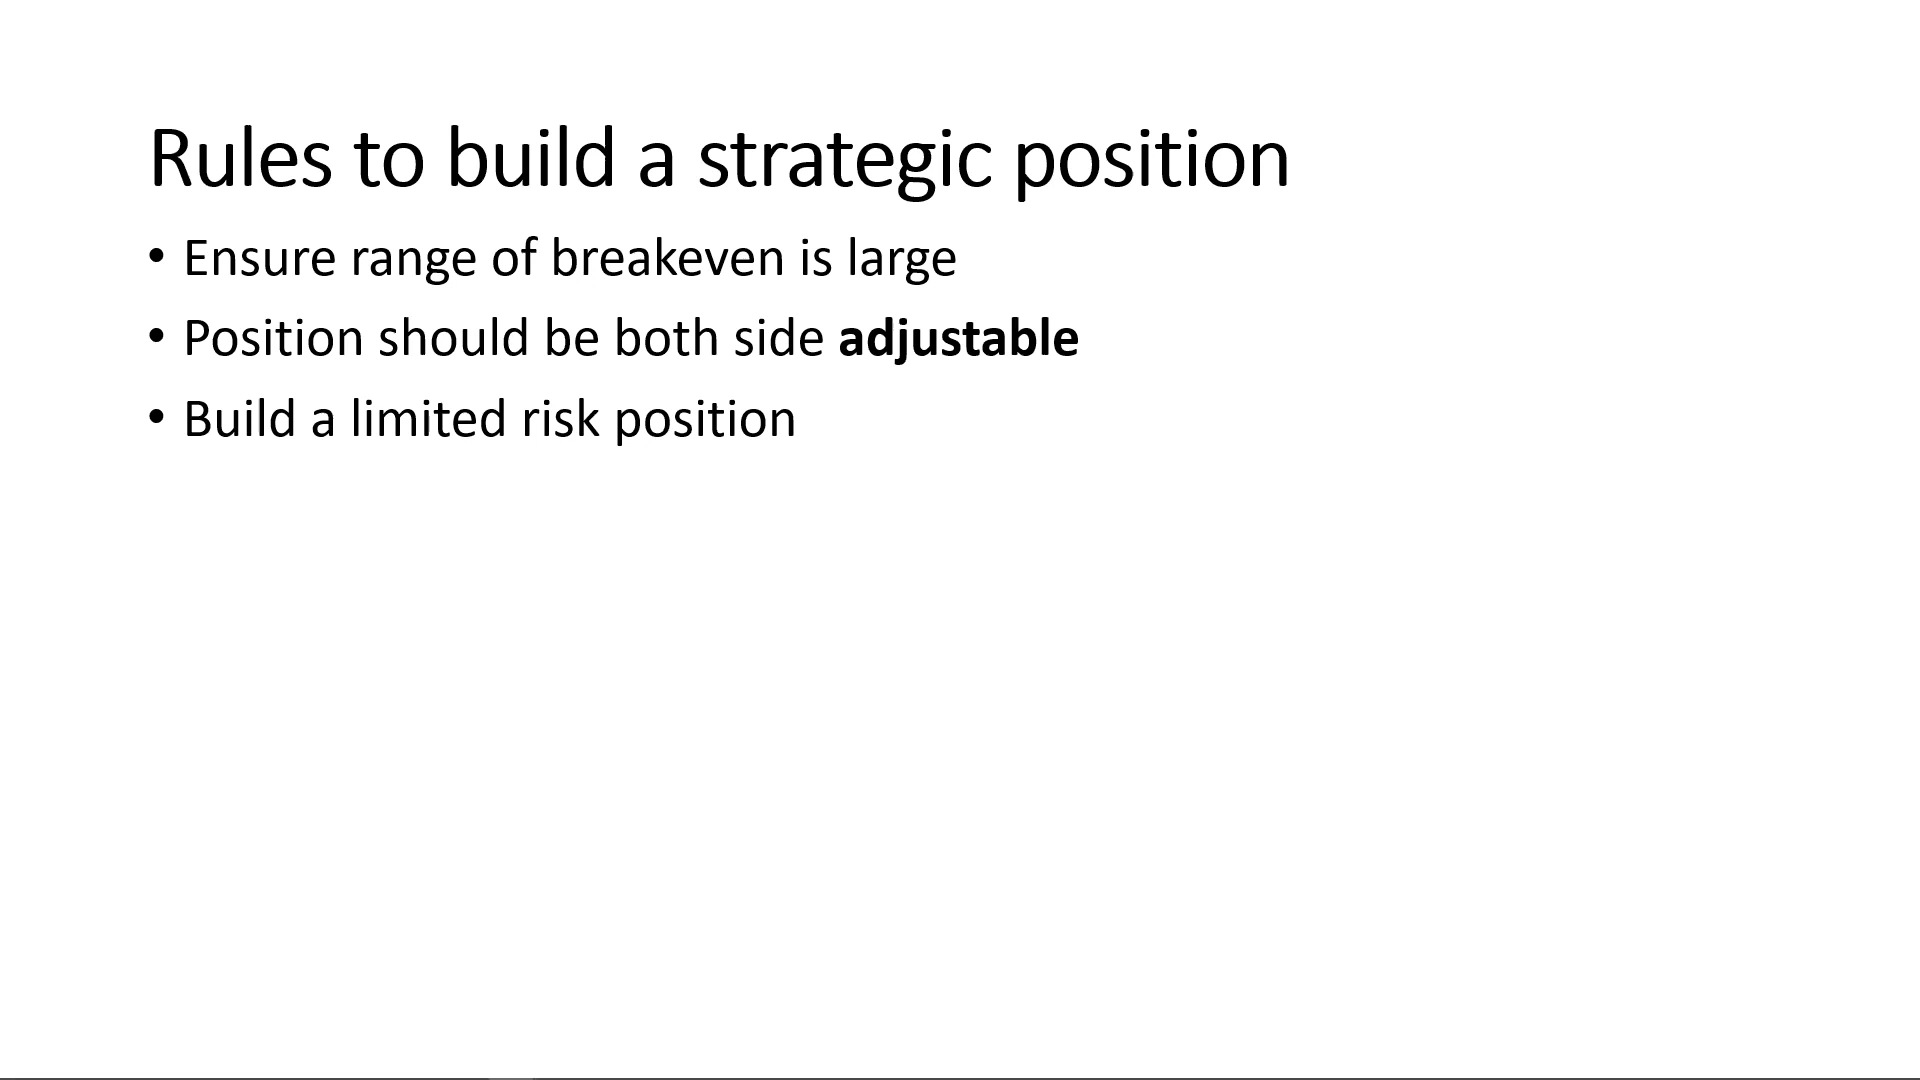 Rules to build a strategic position
• Ensure range of breakeven is large
• Position should be both side adjustable
• Build a limited risk position